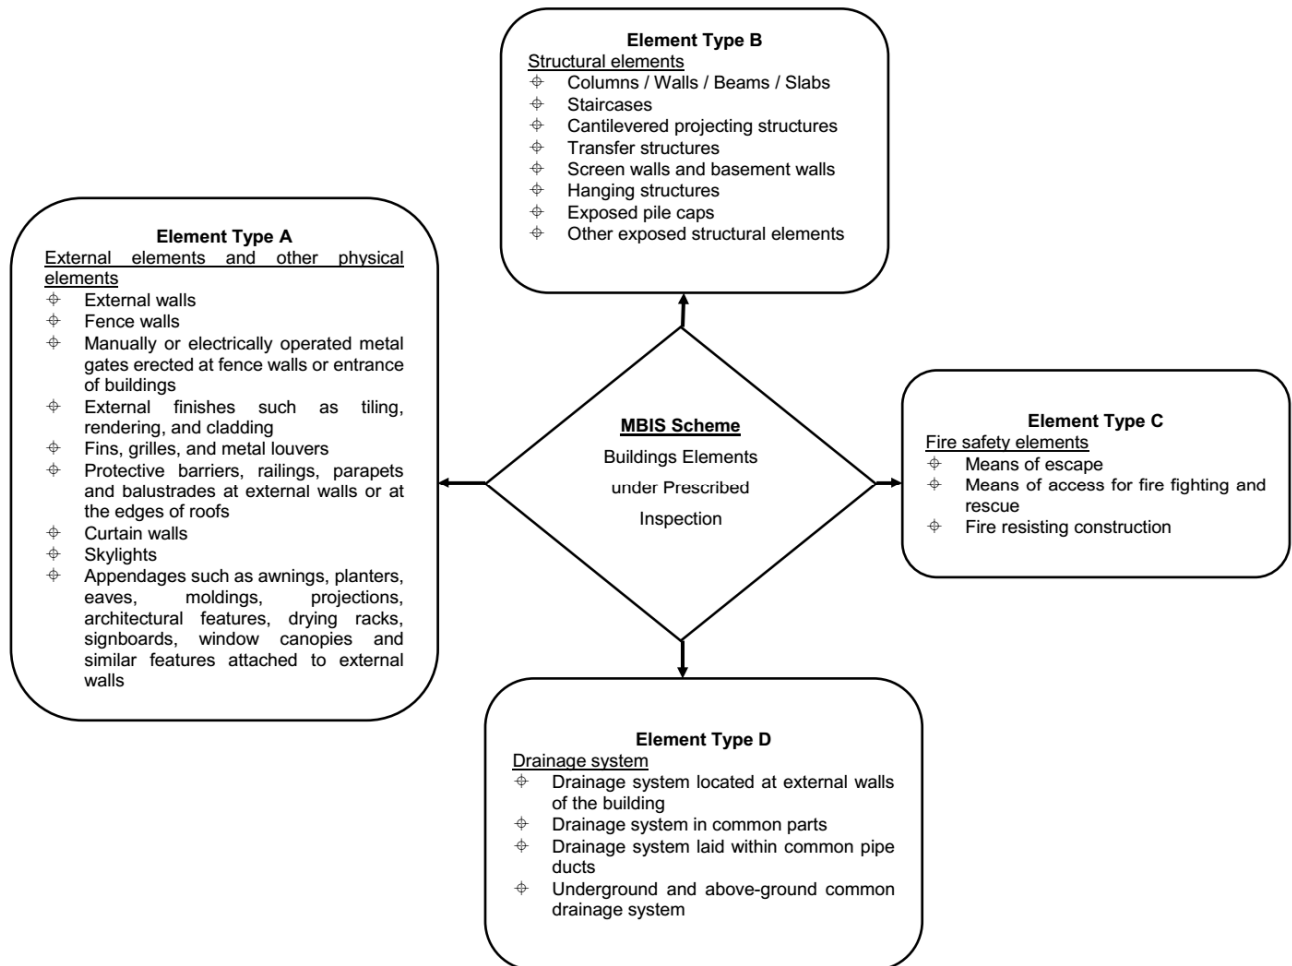 Element Type B
Structural elements
Columns / Walls / Beams / Slabs
Staircases
Cantilevered projecting structures
Transfer structures
Screen walls and basement walls
Hanging structures
Exposed pile caps
Other exposed structural elements
Element Type A
External elements and other physical
elements
External walls
Fence walls
Manually or electrically operated metal
gates erected at fence walls or entrance
of buildings
External finishes such as tiling,
rendering, and cladding
Fins, grilles, and metal louvers
Protective barriers, railings, parapets
and balustrades at external walls or at
the edges of roofs
Curtain walls
Skylights
Appendages such as awnings, planters,
eaves, moldings, projections,
architectural features, drying racks,
signboards, window canopies and
similar features attached to external
walls
MBIS Scheme
Buildings Elements
under Prescribed
Inspection
Element Type C
Fire safety elements
Means of escape
Means of access for fire fighting and
rescue
Fire resisting construction
Element Type D
Drainage system
Drainage system located at external walls
of the building
Drainage system in common parts
Drainage system laid within common pipe
ducts
Underground and above-ground common
drainage system